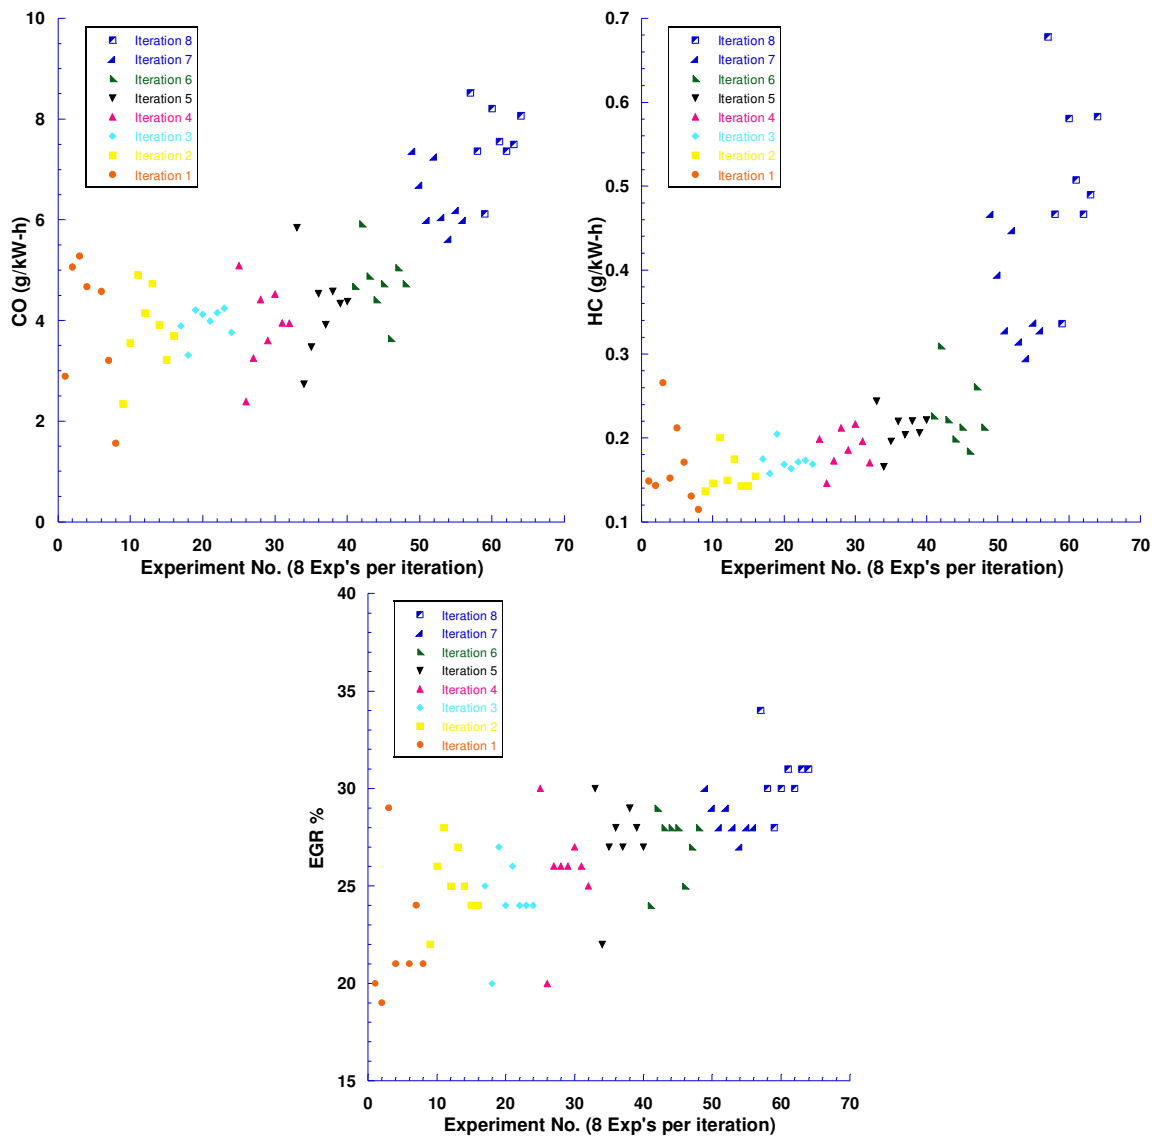 10
8
6
4
2
0
CO (g/kW-h)
Iteration 8
Iteration 7
Iteration 6
Iteration 5
Iteration 4
Iteration 3
Iteration 2
Iteration 1
0 10 20 30 40 50 60 70
Experiment No. (8 Exp's per iteration)
0.7
0.6
0.5
0.4
0.3
0.2
0.1
HC (g/kW-h)
Iteration 8
Iteration 7
Iteration 6
Iteration 5
Iteration 4
Iteration 3
Iteration 2
Iteration 1
0 10 20 30 40 50 60 70
Experiment No. (8 Exp's per iteration)
40
35
30
25
20
15
EGR %
Iteration 8
Iteration 7
Iteration 6
Iteration 5
Iteration 4
Iteration 3
Iteration 2
Iteration 1
0 10 20 30 40 50 60 70
Experiment No. (8 Exp's per iteration)